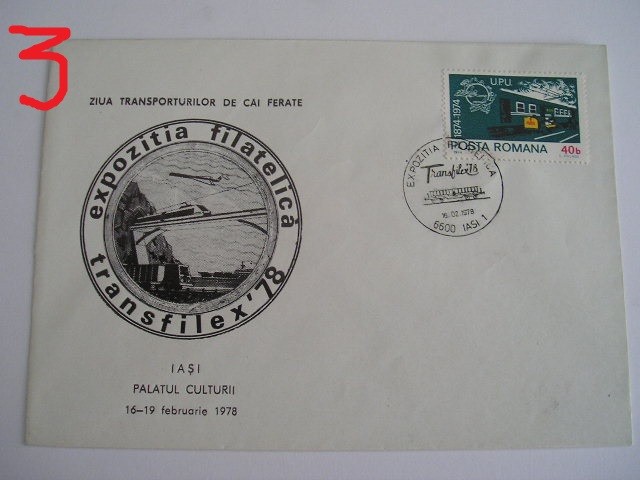 3
ZIUA TRANSPORTURILOR DE CAI FERATE
expozitia filatelică
transfilex'78
IAȘI
PALATUL CULTURII
16–19 februarie 1978
U.P.U
1874-1974
POSTA ROMANA
40b
EXPOZITIA FILATELICA
Transfilex'78
16.02.1978
6600 IASI 1